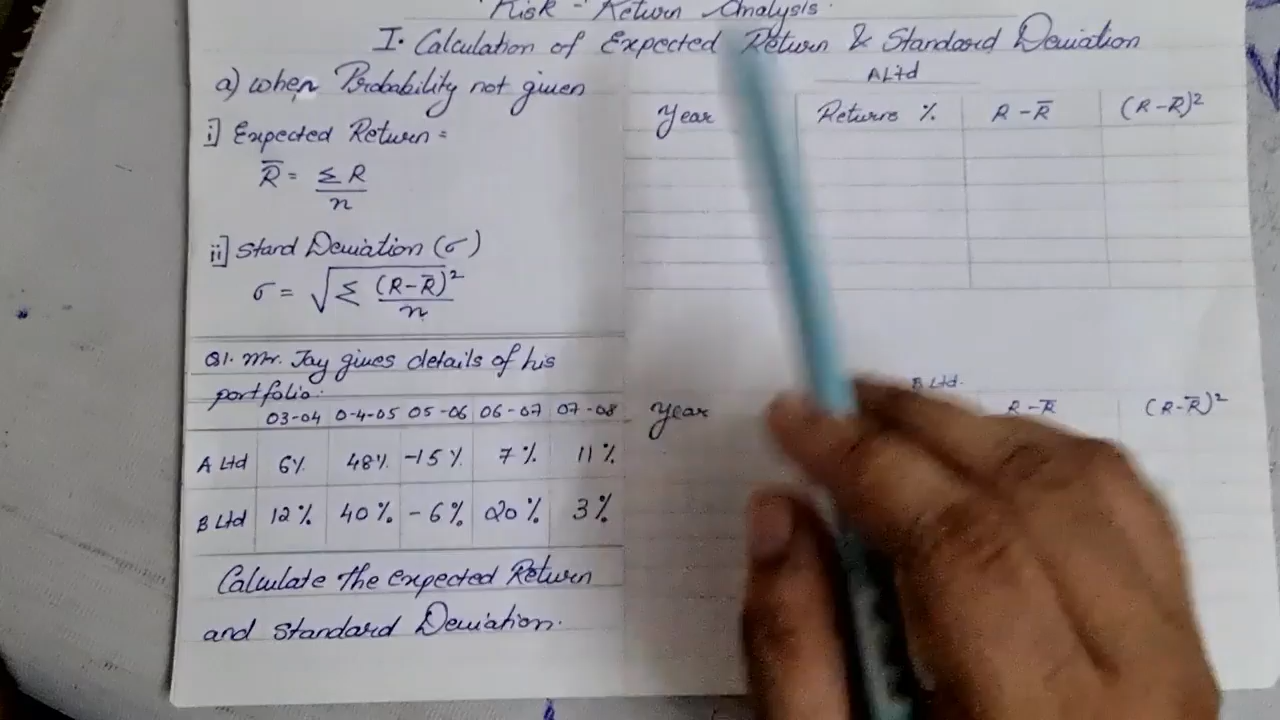 Risk - Return Analysis.
I. Calculation of Expected Return & Standard Deviation
a) when Probability not given
i] Expected Return =
R̅ = ΣR
n
ii] Stard Deviation (σ)
σ = √Σ (R-R̅)²
n
Q1. Mr. Jay gives details of his
portfolio:
03-04 0-4-05 05-06 06-07 07-08
A Ltd 6% 48% -15% 7% 11%
B Ltd 12% 40% -6% 20% 3%
Calculate the expected Return
and Standard Deviation.
A Ltd
Year Returns % R-R̅ (R-R̅)²
B Ltd.
Year R-R̅ (R-R̅)²